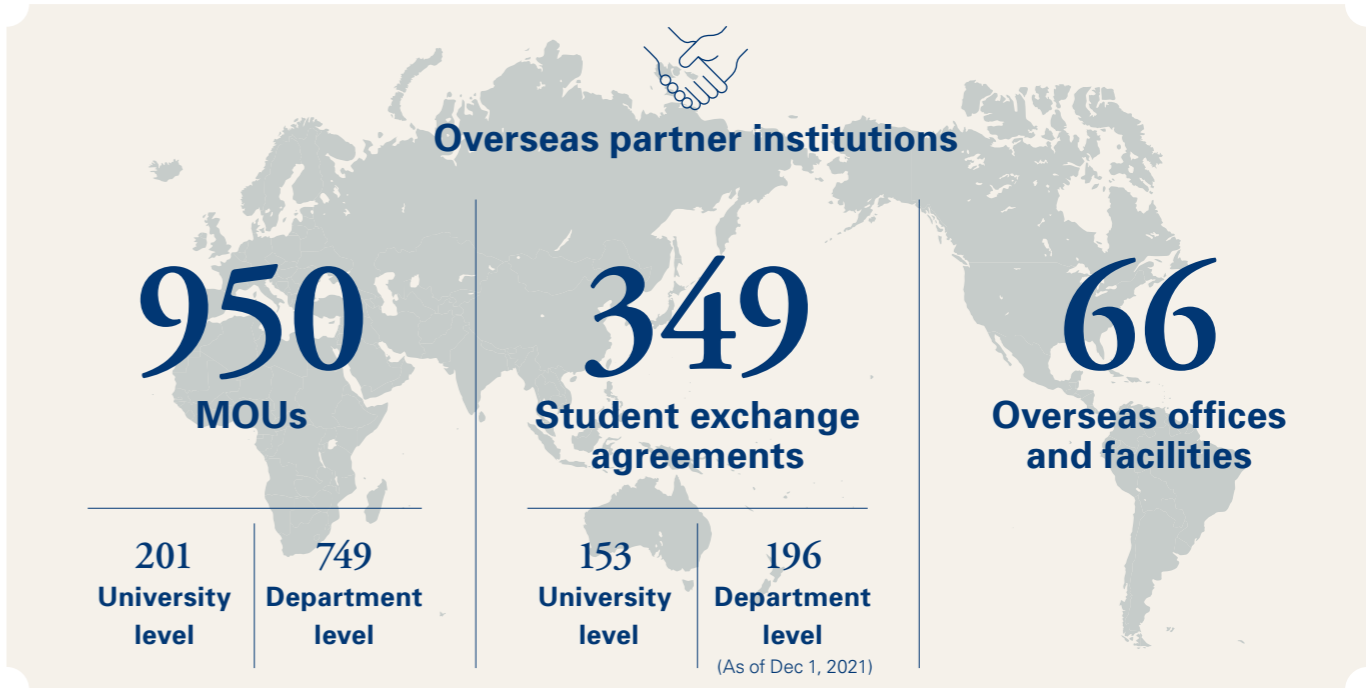 Overseas partner institutions
950
MOUs
201
University
level
749
Department
level
349
Student exchange
agreements
153
University
level
196
Department
level
(As of Dec 1, 2021)
66
Overseas offices
and facilities